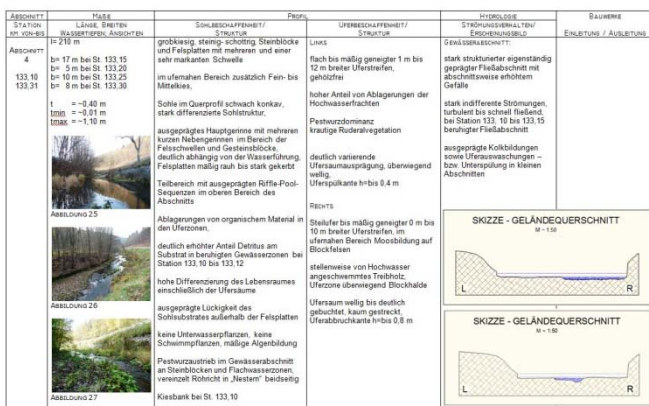 ABSCHNITT
STATION
KM VON-BIS
MAßE
LÄNGE, BREITEN
WASSERTIEFEN, ANSICHTEN
PROFIL
SOHLBESCHAFFENHEIT/
STRUKTUR
UFERBESCHAFFENHEIT/
STRUKTUR
HYDROLOGIE
STRÖMUNGSVERHALTEN/
ERSCHEINUNGSBILD
BAUWERKE
EINLEITUNG / AUSLEITUNG
ABSCHNITT
4
133,10
133,31
l= 210 m
b= 17 m bei St. 133,15
b= 5 m bei St. 133,20
b= 10 m bei St. 133,25
b= 8 m bei St. 133,30
t = ~0,40 m
tmin = ~0,01 m
tmax = ~1,10 m
ABBILDUNG 25
ABBILDUNG 26
ABBILDUNG 27
grobkiesig, steinig- schottrig, Steinblöcke
und Felsplatten mit mehreren und einer
sehr markanten Schwelle
im ufernahen Bereich zusätzlich Fein- bis
Mittelkies,
Sohle im Querprofil schwach konkav,
stark differenzierte Sohlstruktur,
ausgeprägtes Hauptgerinne mit mehreren
kurzen Nebengerinnen im Bereich der
Felsschwellen und Gesteinsblöcke,
deutlich abhängig von der Wasserführung,
Felsplatten mäßig rauh bis stark gekerbt
Teilbereich mit ausgeprägten Riffle-Pool-
Sequenzen im oberen Bereich des
Abschnitts
Ablagerungen von organischem Material in
den Uferzonen,
deutlich erhöhter Anteil Detritus am
Substrat in beruhigten Gewässerzonen bei
Station 133,10 bis 133,12
hohe Differenzierung des Lebensraumes
einschließlich der Ufersäume
ausgeprägte Lückigkeit des
Sohlsubstrates außerhalb der Felsplatten
keine Unterwasserpflanzen, keine
Schwimmpflanzen, mäßige Algenbildung
Pestwurzaustrieb im Gewässerabschnitt
an Steinblöcken und Flachwasserzonen,
vereinzelt Röhricht in „Nestern“ beidseitig
Kiesbank bei St. 133,10
LINKS
flach bis mäßig geneigter 1 m bis
12 m breiter Uferstreifen,
gehölzfrei
hoher Anteil von Ablagerungen der
Hochwasserfrachten
Pestwurzdominanz
krautige Ruderalvegetation
deutlich variierende
Ufersaumausprägung, überwiegend
wellig,
Uferspülkante h=bis 0,4 m
RECHTS
Steilufer bis mäßig geneigter 0 m bis
10 m breiter Uferstreifen, im
ufernahen Bereich Moosbildung auf
Blockfelsen
stellenweise von Hochwasser
angeschwemmtes Treibholz,
Uferzone überwiegend Blockhalde
Ufersaum wellig bis deutlich
gebuchtet, kaum gestreckt,
Uferabbruchkante h=bis 0,8 m
GEWÄSSERABSCHNITT:
stark strukturierter eigenständig
geprägter Fließabschnitt mit
abschnittsweise erhöhtem
Gefälle
stark indifferente Strömungen,
turbulent bis schnell fließend,
bei Station 133, 10 bis 133,15
beruhigter Fließabschnitt
ausgeprägte Kolkbildungen
sowie Uferauswaschungen –
bzw. Unterspülung in kleinen
Abschnitten
SKIZZE - GELÄNDEQUERSCHNITT
M ~ 1:50
L
R
SKIZZE - GELÄNDEQUERSCHNITT
M ~ 1:50
L
R